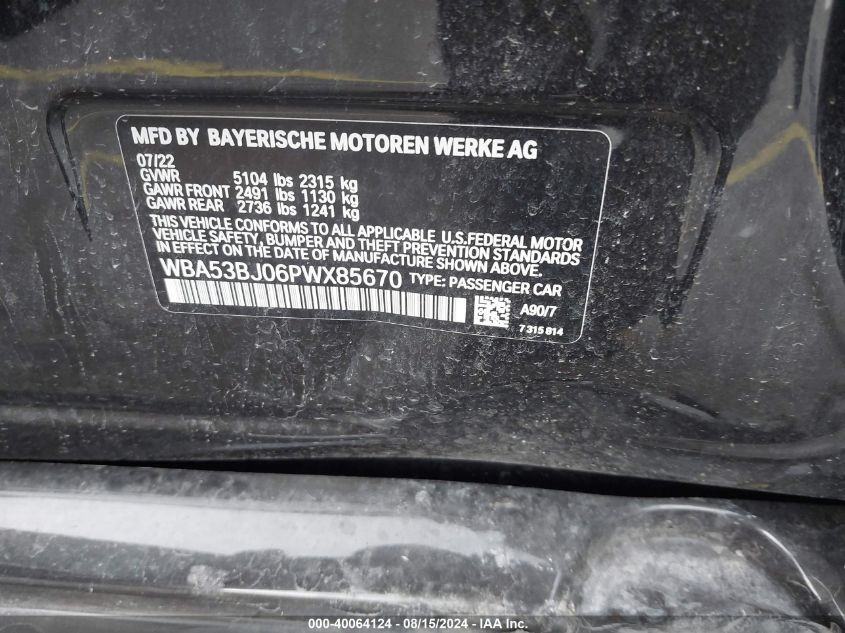 MFD BY BAYERISCHE MOTOREN WERKE AG
07/22
GVWR 5104 lbs 2315 kg
GAWR FRONT 2491 lbs 1130 kg
GAWR REAR 2736 lbs 1241 kg
THIS VEHICLE CONFORMS TO ALL APPLICABLE U.S.FEDERAL MOTOR
VEHICLE SAFETY, BUMPER AND THEFT PREVENTION STANDARDS
IN EFFECT ON THE DATE OF MANUFACTURE SHOWN ABOVE.
WBA53BJ06PWX85670 TYPE: PASSENGER CAR
A90/7
7 315 814
000-40064124 - 08/15/2024 - IAA Inc.